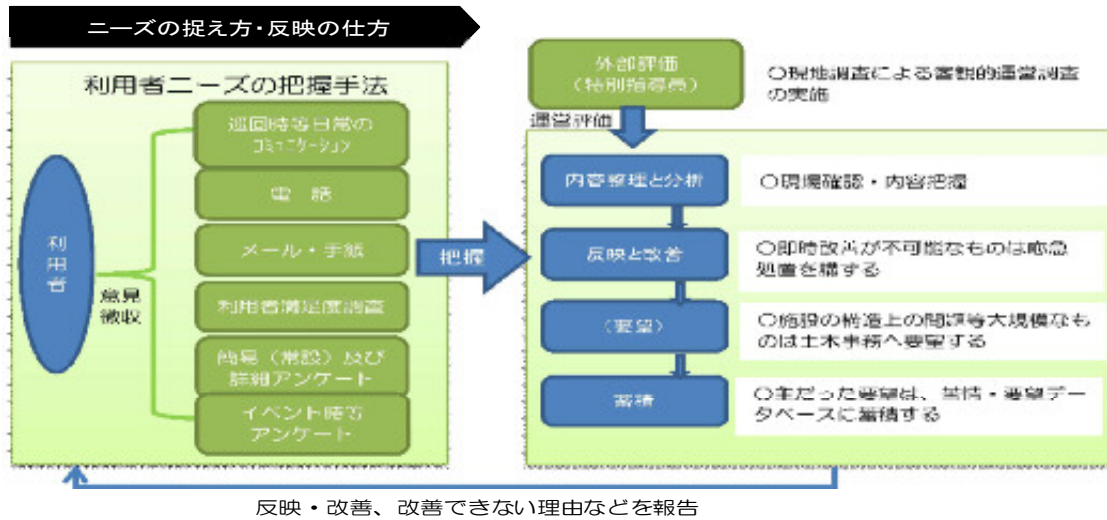 ニーズの捉え方・反映の仕方
利用者ニーズの把握手法
利用者
意見
徴収
巡回時等日常の
コミュニケーション
電　話
メール・手紙
利用者満足度調査
簡易（常設）及び
詳細アンケート
イベント時等
アンケート
把握
外部評価
（特別指導員）
〇現地調査による客観的運営調査
の実施
運営評価
内容整理と分析
〇現場確認・内容把握
反映と改善
〇即時改善が不可能なものは応急
処置を構ずる
（要望）
〇施設の構造上の問題等大規模なも
のは土木事務へ要望する
蓄積
〇主だった要望は、苦情・要望デー
タベースに蓄積する
反映・改善、改善できない理由などを報告